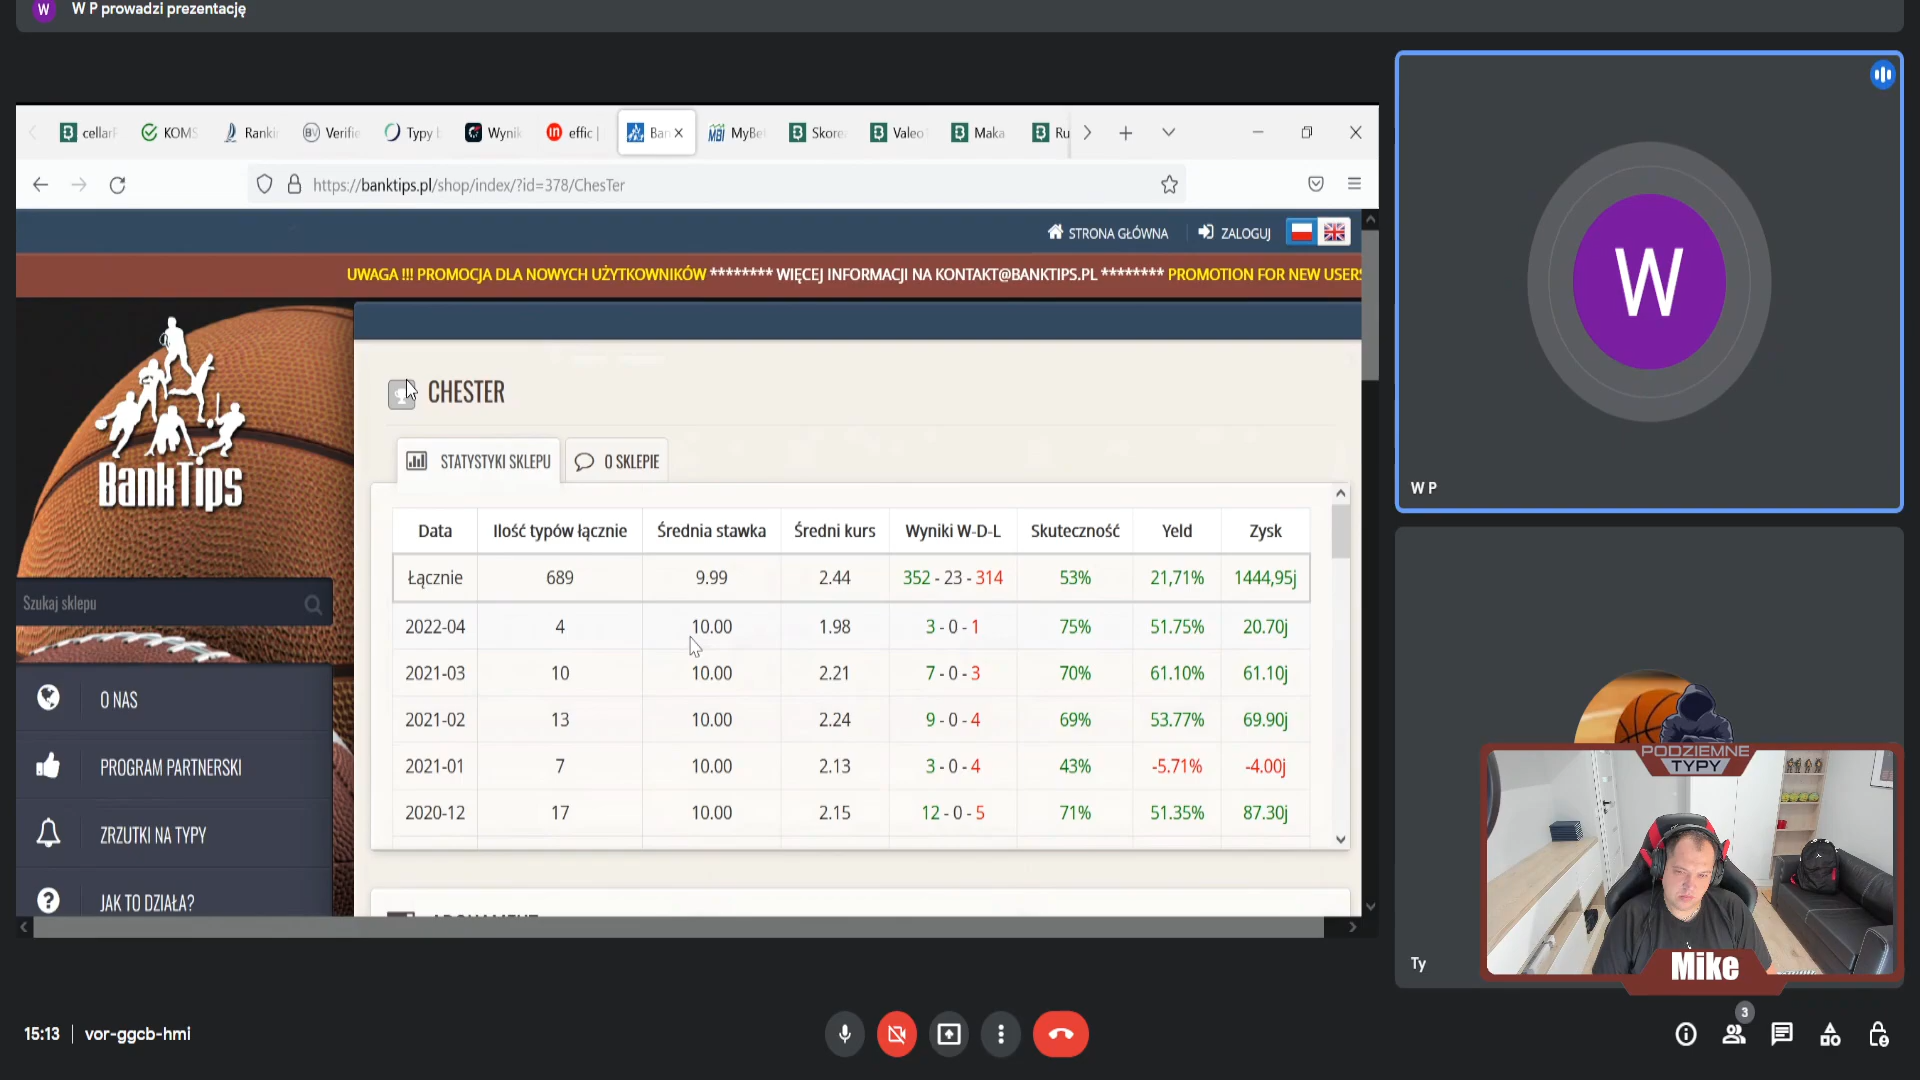 W
W P prowadzi prezentację
cellar
KOMS
Ranki
BV
Verifie
Typy b
Wynik
in
effic |
Ban
MBI
MyBe
B
Skore
B
Valeo
B
Maka
B
Ru
https://banktips.pl/shop/index/?id=378/ChesTer
STRONA GŁÓWNA
ZALOGUJ
UWAGA !!! PROMOCJA DLA NOWYCH UŻYTKOWNIKÓW ******** WIĘCEJ INFORMACJI NA KONTAKT@BANKTIPS.PL ******** PROMOTION FOR NEW USERS
BankTips
Szukaj sklepu
O NAS
PROGRAM PARTNERSKI
ZRZUTKI NA TYPY
JAK TO DZIAŁA?
CHESTER
STATYSTYKI SKLEPU
O SKLEPIE
Data Ilość typów łącznie Średnia stawka Średni kurs Wyniki W-D-L Skuteczność Yeld Zysk
Łącznie 689 9.99 2.44 352 - 23 - 314 53% 21,71% 1444,95j
2022-04 4 10.00 1.98 3 - 0 - 1 75% 51.75% 20.70j
2021-03 10 10.00 2.21 7 - 0 - 3 70% 61.10% 61.10j
2021-02 13 10.00 2.24 9 - 0 - 4 69% 53.77% 69.90j
2021-01 7 10.00 2.13 3 - 0 - 4 43% -5.71% -4.00j
2020-12 17 10.00 2.15 12 - 0 - 5 71% 51.35% 87.30j
W
W P
PODZIEMNE
TYPY
Ty
Mike
15:13 | vor-ggcb-hmi
3